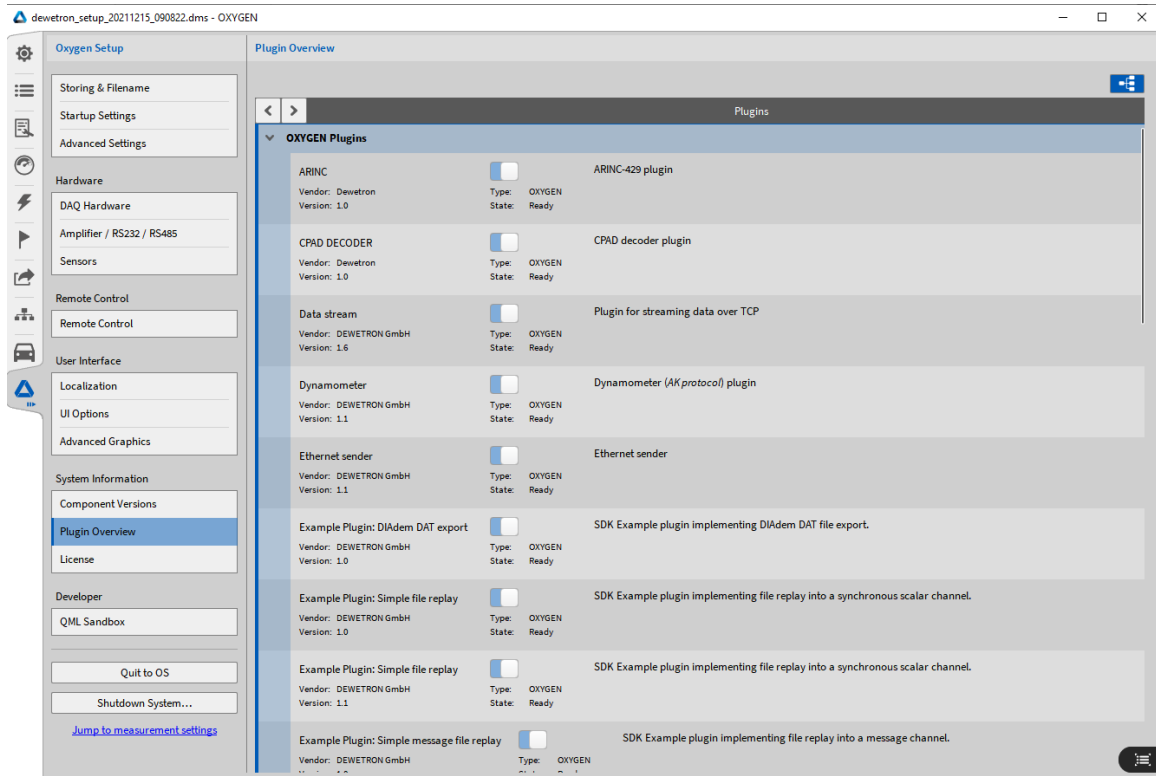 dewetron_setup_20211215_090822.dms - OXYGEN
Oxygen Setup
Storing & Filename
Startup Settings
Advanced Settings
Hardware
DAQ Hardware
Amplifier / RS232 / RS485
Sensors
Remote Control
Remote Control
User Interface
Localization
UI Options
Advanced Graphics
System Information
Component Versions
Plugin Overview
License
Developer
QML Sandbox
Quit to OS
Shutdown System...
Jump to measurement settings
Plugin Overview
Plugins
OXYGEN Plugins
ARINC ARINC-429 plugin
Vendor: Dewetron Type: OXYGEN
Version: 1.0 State: Ready
CPAD DECODER CPAD decoder plugin
Vendor: Dewetron Type: OXYGEN
Version: 1.0 State: Ready
Data stream Plugin for streaming data over TCP
Vendor: DEWETRON GmbH Type: OXYGEN
Version: 1.6 State: Ready
Dynamometer Dynamometer (AK protocol) plugin
Vendor: DEWETRON GmbH Type: OXYGEN
Version: 1.1 State: Ready
Ethernet sender Ethernet sender
Vendor: DEWETRON GmbH Type: OXYGEN
Version: 1.1 State: Ready
Example Plugin: DIAdem DAT export SDK Example plugin implementing DIAdem DAT file export.
Vendor: DEWETRON GmbH Type: OXYGEN
Version: 1.0 State: Ready
Example Plugin: Simple file replay SDK Example plugin implementing file replay into a synchronous scalar channel.
Vendor: DEWETRON GmbH Type: OXYGEN
Version: 1.0 State: Ready
Example Plugin: Simple file replay SDK Example plugin implementing file replay into a synchronous scalar channel.
Vendor: DEWETRON GmbH Type: OXYGEN
Version: 1.1 State: Ready
Example Plugin: Simple message file replay SDK Example plugin implementing file replay into a message channel.
Vendor: DEWETRON GmbH Type: OXYGEN